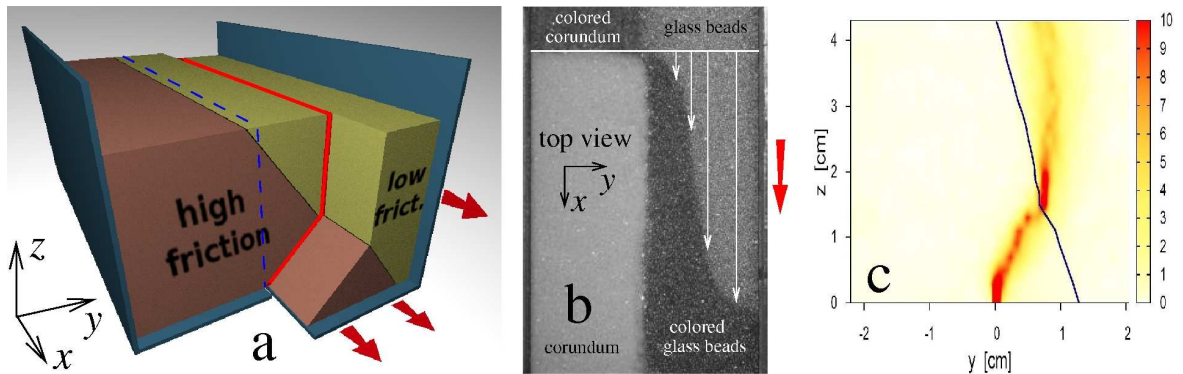 high
friction
low
frict.
z
y
x
a
colored
corundum
glass beads
top view
y
x
b
corundum
colored
glass beads
c
z [cm]
4
3
2
1
0
-2
-1
0
1
2
y [cm]
10
9
8
7
6
5
4
3
2
1
0